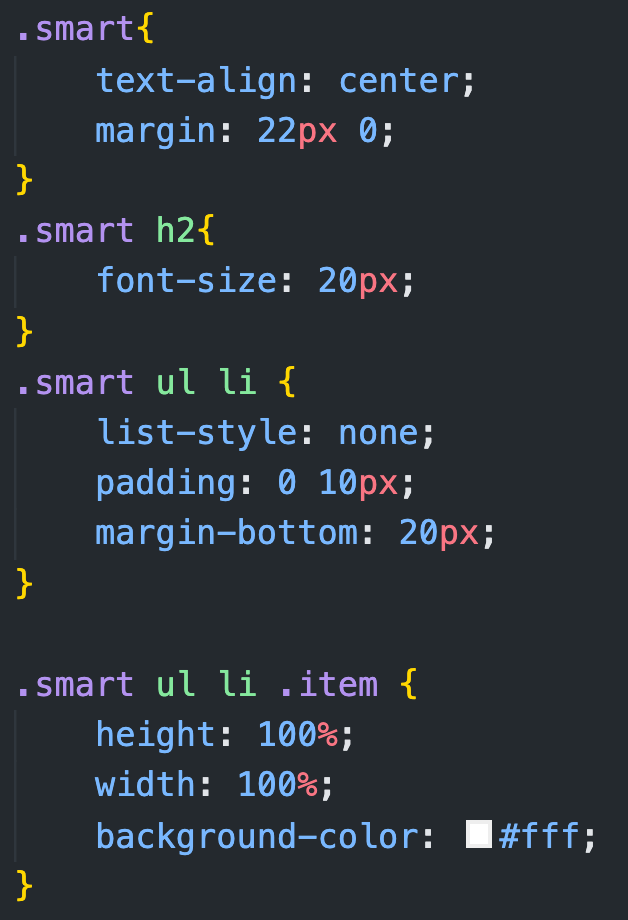 .smart{
    text-align: center;
    margin: 22px 0;
}
.smart h2{
    font-size: 20px;
}
.smart ul li {
    list-style: none;
    padding: 0 10px;
    margin-bottom: 20px;
}

.smart ul li .item {
    height: 100%;
    width: 100%;
    background-color: #fff;
}